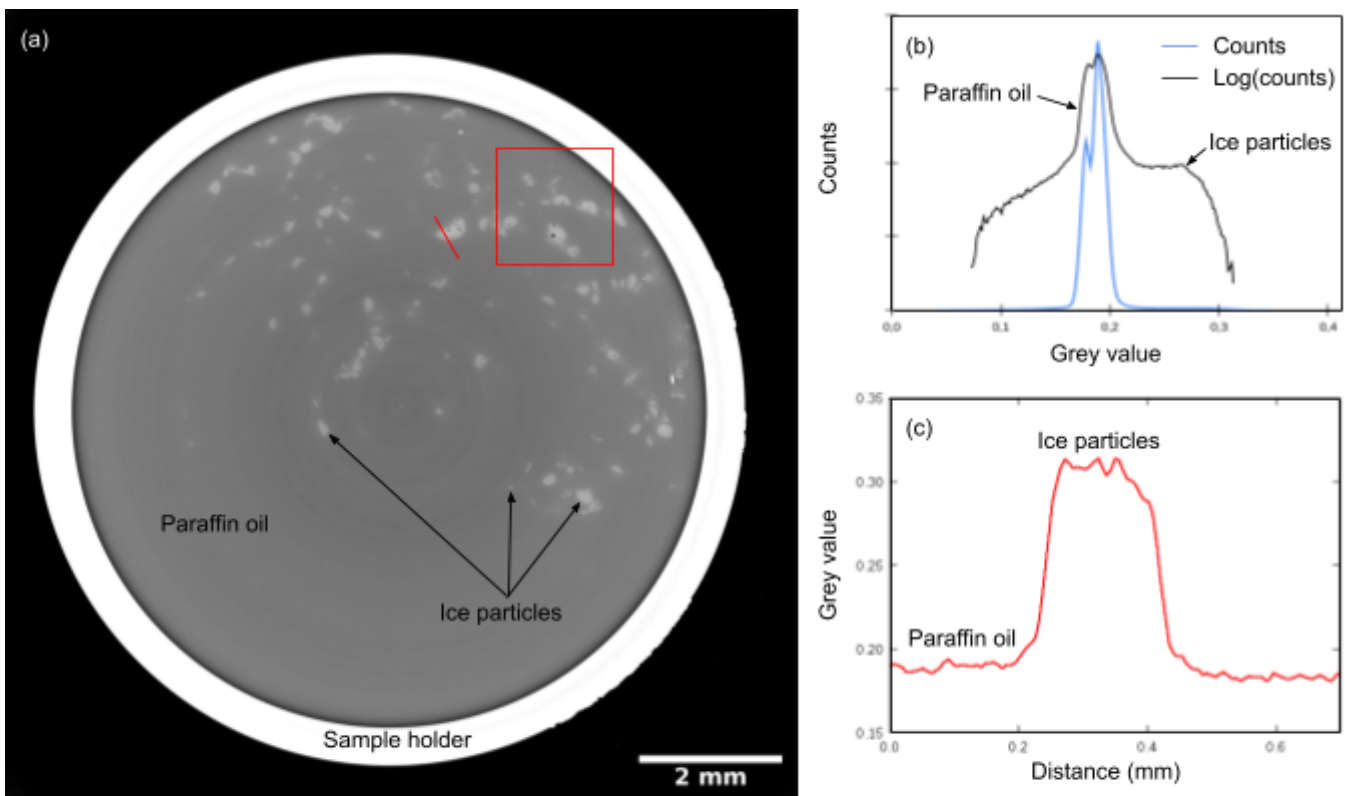 (a)
Paraffin oil
Ice particles
Sample holder
2 mm
(b)
Counts
Log(counts)
Paraffin oil
Ice particles
Counts
0,0
0,1
0,2
0,3
0,4
Grey value
(c)
Ice particles
Paraffin oil
Grey value
0.35
0.30
0.25
0.20
0.15
0.0
0.2
0.4
0.6
Distance (mm)